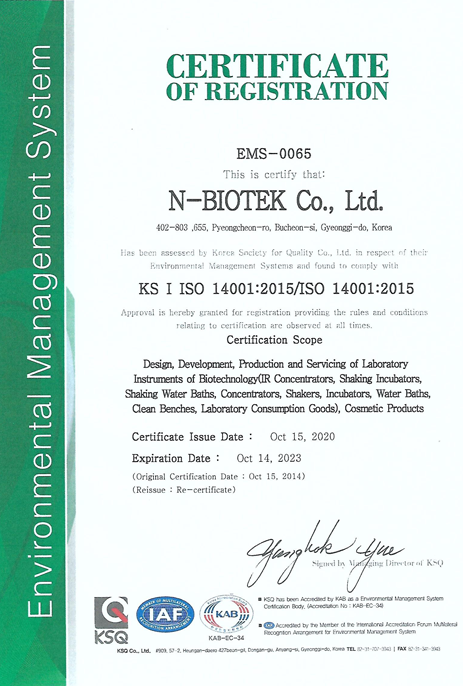 Environmental Management System
CERTIFICATE
OF REGISTRATION
EMS-0065
This is certify that:
N-BIOTEK Co., Ltd.
402-803 ,655, Pyeongcheon-ro, Bucheon-si, Gyeonggi-do, Korea
Has been assessed by Korea Society for Quality Co., Ltd. in respect of their
Environmental Management Systems and found to comply with
KS I ISO 14001:2015/ISO 14001:2015
Approval is hereby granted for registration providing the rules and conditions
relating to certification are observed at all times.
Certification Scope
Design, Development, Production and Servicing of Laboratory
Instruments of Biotechnology(IR Concentrators, Shaking Incubators,
Shaking Water Baths, Concentrators, Shakers, Incubators, Water Baths,
Clean Benches, Laboratory Consumption Goods), Cosmetic Products
Certificate Issue Date : Oct 15, 2020
Expiration Date : Oct 14, 2023
(Original Certification Date : Oct 15, 2014)
(Reissue : Re-certificate)
Signed by Managing Director of KSQ
KSQ
MEMBER OF MULTILATERAL
IAF
RECOGNITION ARRANGEMENT
KAB
KAB-EC-34
KSQ has been Accredited by KAB as a Environmental Management System
Certification Body, (Accreditation No : KAB-EC-34)
IAF Accredited by the Member of the International Accreditation Forum Multilateral
Recognition Arrangement for Environmental Management System
KSQ Co., Ltd. #909, 57-2, Heungan-daero 427beon-gil, Dongan-gu, Anyang-si, Gyeonggi-do, Korea TEL FAX